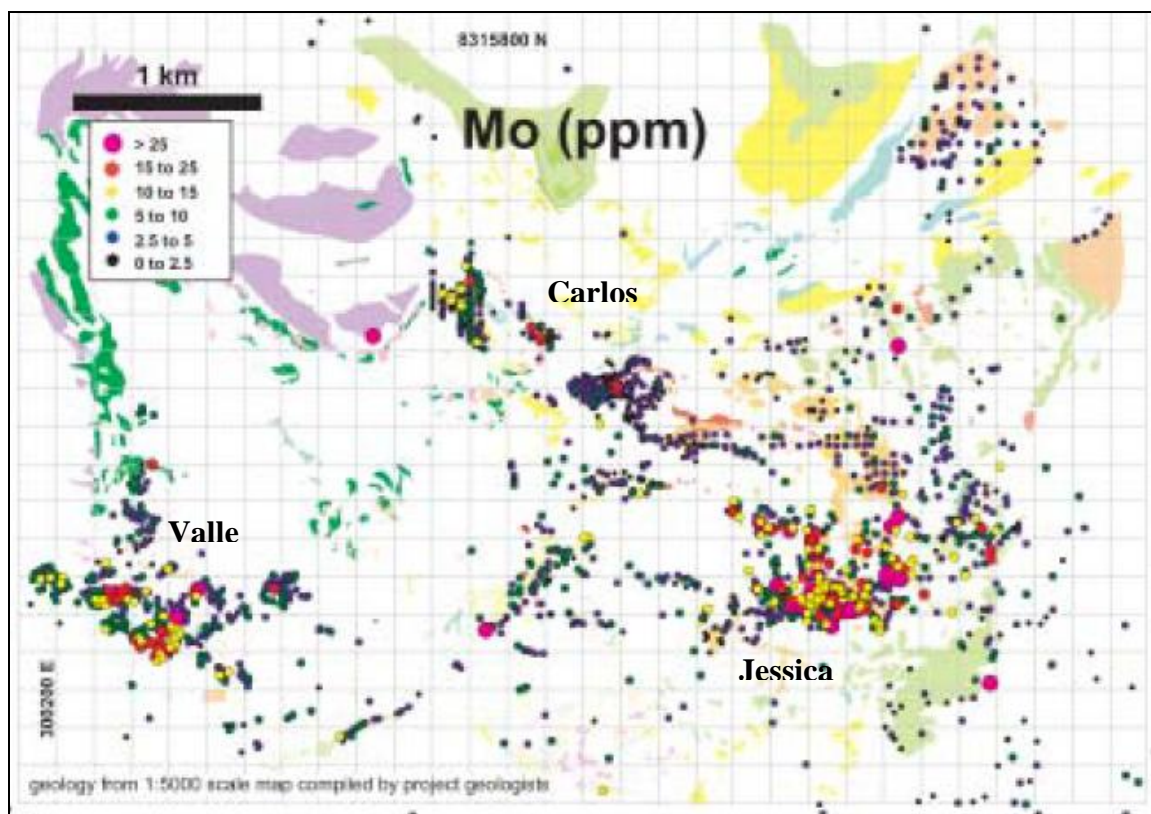 8315800 N
1 km
Mo (ppm)
> 25
15 to 25
10 to 15
5 to 10
2.5 to 5
0 to 2.5
Carlos
Valle
Jessica
geology from 1:5000 scale map compiled by project geologists